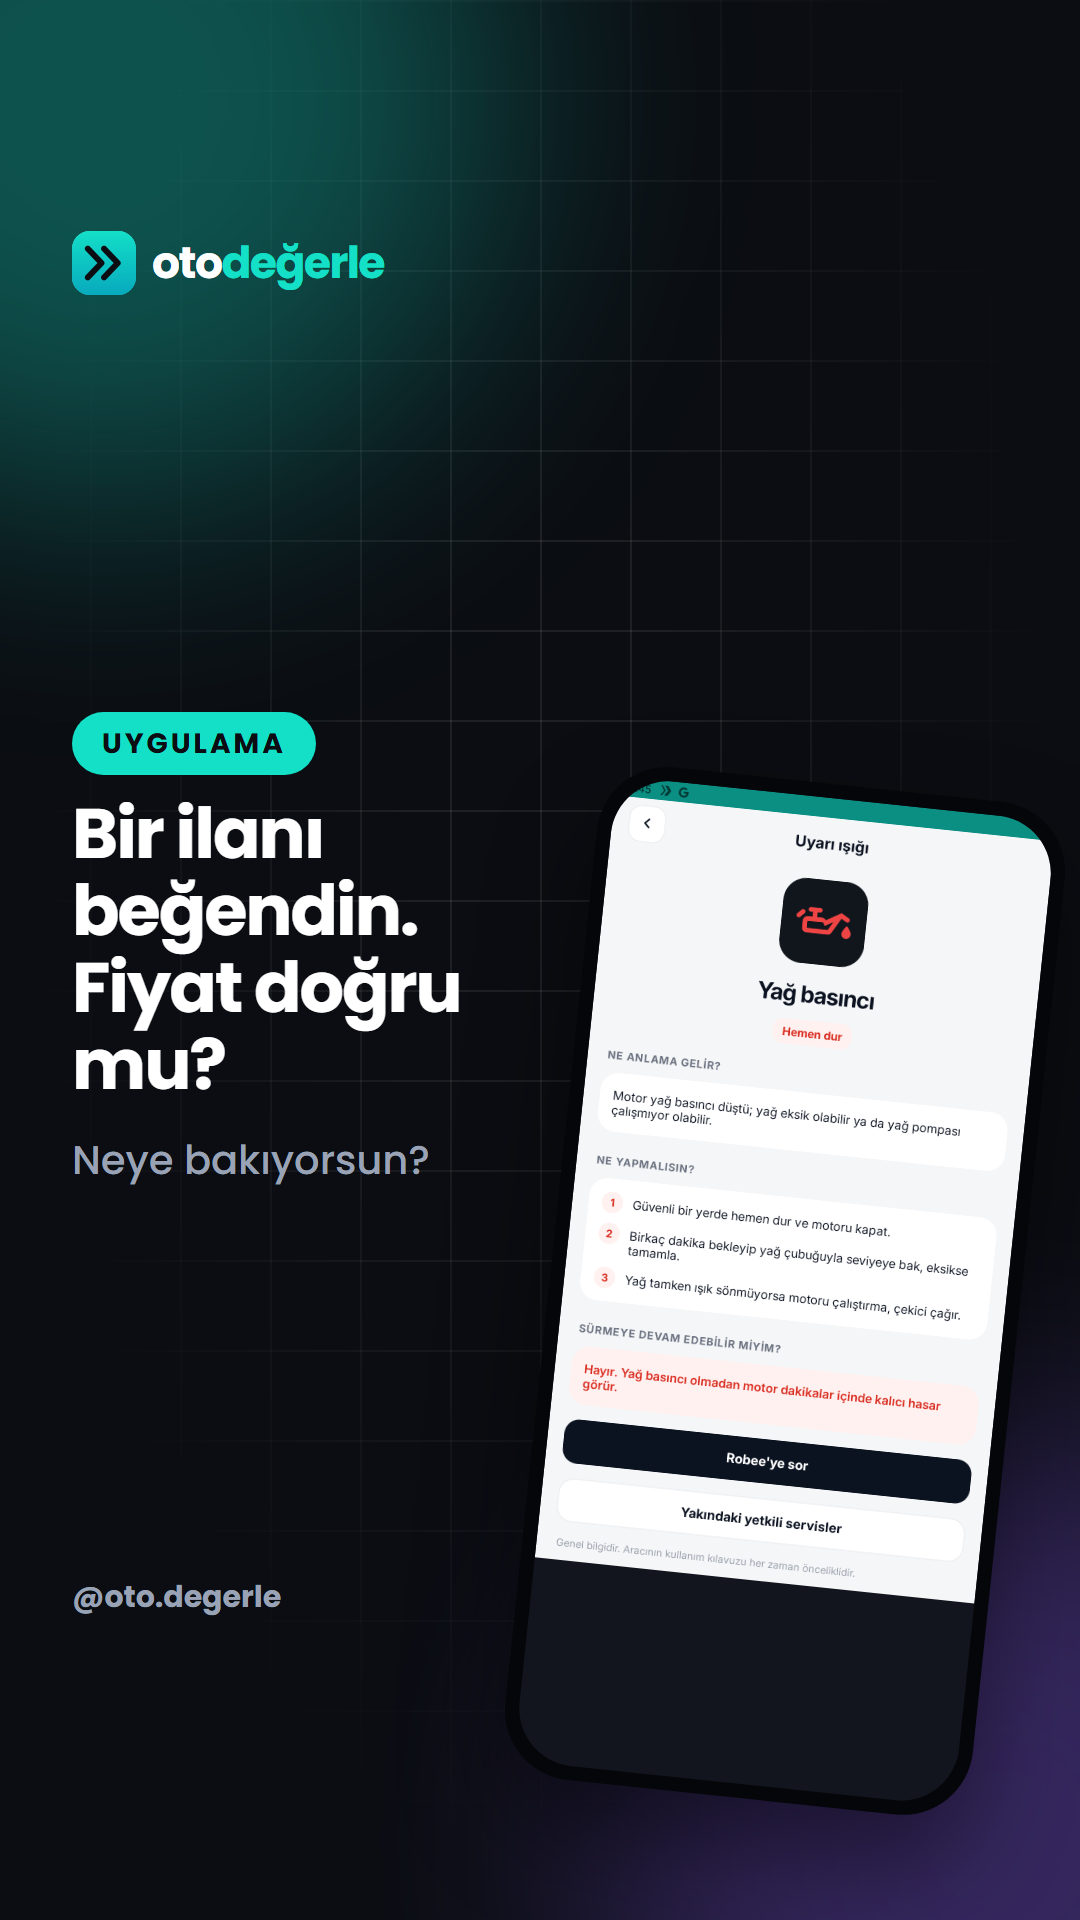 otodeğerle
UYGULAMA
Bir ilanı
beğendin.
Fiyat doğru
mu?
Neye bakıyorsun?
@oto.degerle
G
Uyarı ışığı
Yağ basıncı
Hemen dur
NE ANLAMA GELİR?
Motor yağ basıncı düştü; yağ eksik olabilir ya da yağ pompası
çalışmıyor olabilir.
NE YAPMALISIN?
1 Güvenli bir yerde hemen dur ve motoru kapat.
2 Birkaç dakika bekleyip yağ çubuğuyla seviyeye bak, eksikse
tamamla.
3 Yağ tamken ışık sönmüyorsa motoru çalıştırma, çekici çağır.
SÜRMEYE DEVAM EDEBİLİR MİYİM?
Hayır. Yağ basıncı olmadan motor dakikalar içinde kalıcı hasar
görür.
Robee'ye sor
Yakındaki yetkili servisler
Genel bilgidir. Aracının kullanım kılavuzu her zaman önceliklidir.